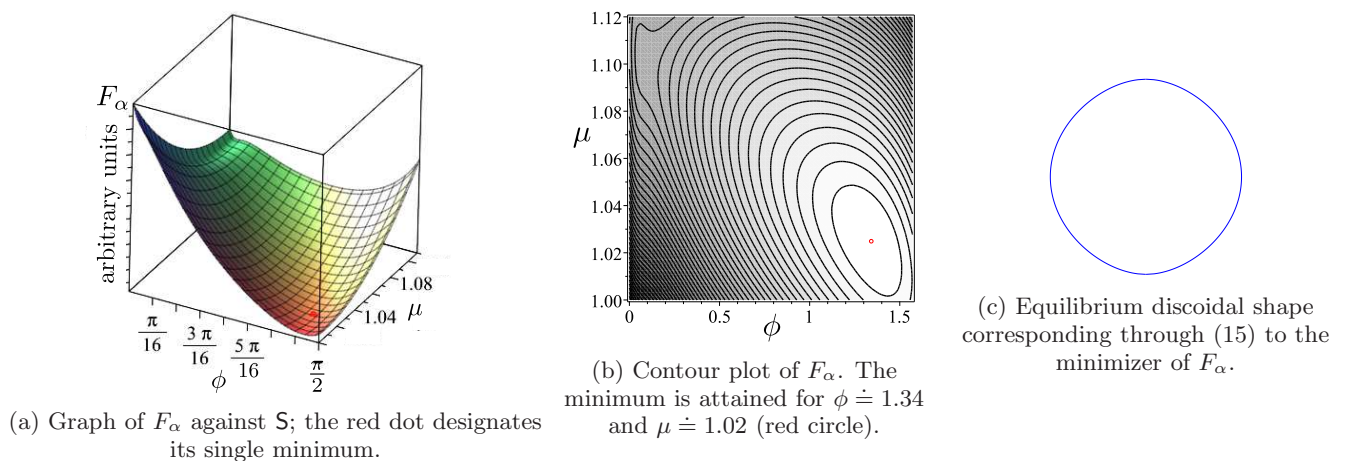 F_α
arbitrary units
π/16
3 π/16
5 π/16
π/2
ϕ
1.04
1.08
μ
(a) Graph of F_α against S; the red dot designates
its single minimum.
1.12
1.10
1.08
1.06
1.04
1.02
1.00
μ
0
0.5
1
1.5
ϕ
(b) Contour plot of F_α. The
minimum is attained for ϕ ≐ 1.34
and μ ≐ 1.02 (red circle).
(c) Equilibrium discoidal shape
corresponding through (15) to the
minimizer of F_α.